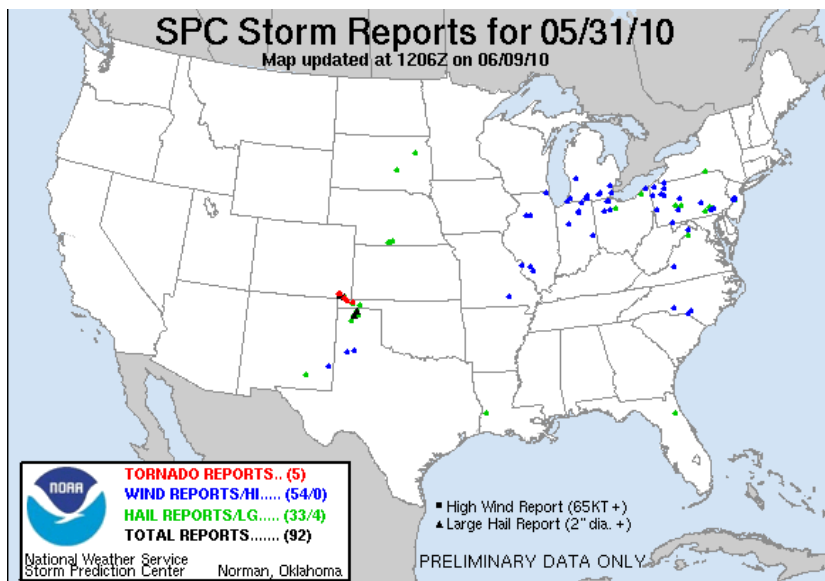 SPC Storm Reports for 05/31/10
Map updated at 1206Z on 06/09/10
NOAA
TORNADO REPORTS.. (5)
WIND REPORTS/HI..... (54/0)
HAIL REPORTS/LG..... (33/4)
TOTAL REPORTS....... (92)
National Weather Service
Storm Prediction Center Norman, Oklahoma
High Wind Report (65KT +)
Large Hail Report (2" dia. +)
PRELIMINARY DATA ONLY